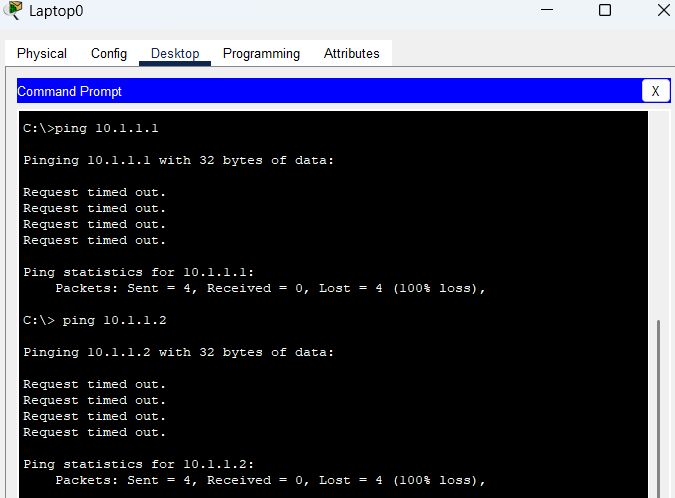 Laptop0
Physical Config Desktop Programming Attributes
Command Prompt X
C:\>ping 10.1.1.1
Pinging 10.1.1.1 with 32 bytes of data:
Request timed out.
Request timed out.
Request timed out.
Request timed out.
Ping statistics for 10.1.1.1:
    Packets: Sent = 4, Received = 0, Lost = 4 (100% loss),
C:\> ping 10.1.1.2
Pinging 10.1.1.2 with 32 bytes of data:
Request timed out.
Request timed out.
Request timed out.
Request timed out.
Ping statistics for 10.1.1.2:
    Packets: Sent = 4, Received = 0, Lost = 4 (100% loss),